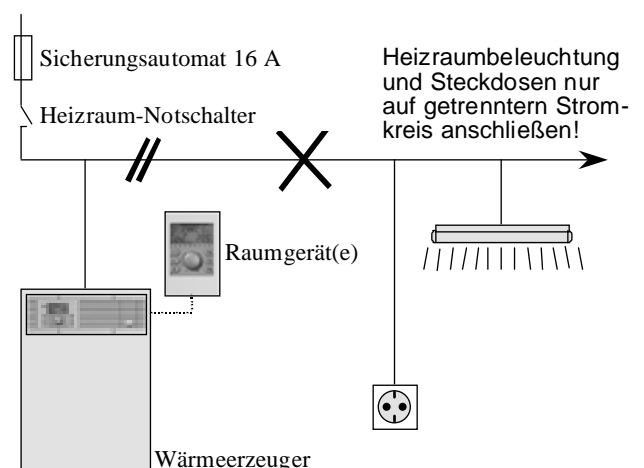 Sicherungsautomat 16 A
Heizraum-Notschalter
Heizraumbeleuchtung
und Steckdosen nur
auf getrenntern Strom-
kreis anschließen!
Raumgerät(e)
Wärmeerzeuger